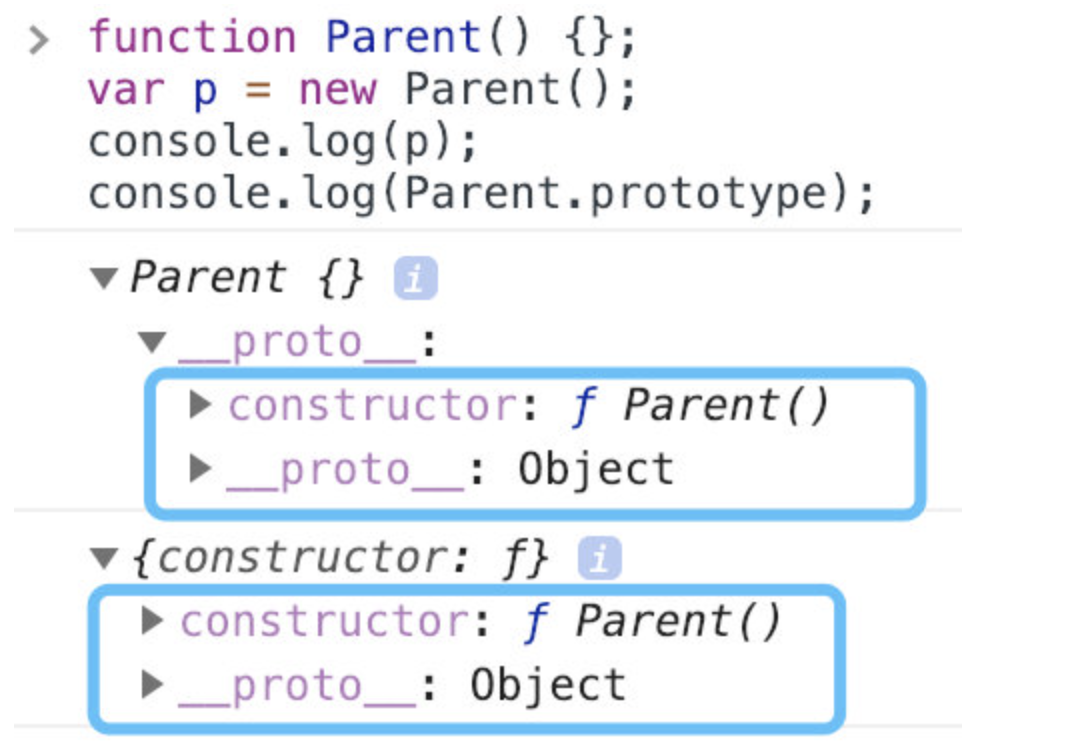 > function Parent() {};
var p = new Parent();
console.log(p);
console.log(Parent.prototype);
▼ Parent {} i
▼ __proto__:
▶ constructor: ƒ Parent()
▶ __proto__: Object
▼ {constructor: ƒ} i
▶ constructor: ƒ Parent()
▶ __proto__: Object